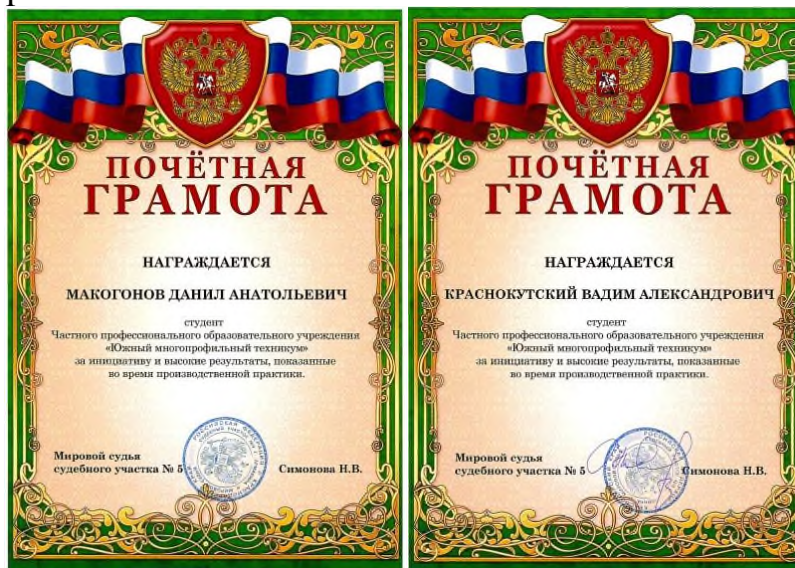 ПОЧЁТНАЯ
ГРАМОТА
НАГРАЖДАЕТСЯ
МАКОГОНОВ ДАНИЛ АНАТОЛЬЕВИЧ
студент
Частного профессионального образовательного учреждения
«Южный многопрофильный техникум»
за инициативу и высокие результаты, показанные
во время производственной практики.
Мировой судья
судебного участка № 5
Симонова Н.В.
ПОЧЁТНАЯ
ГРАМОТА
НАГРАЖДАЕТСЯ
КРАСНОКУТСКИЙ ВАДИМ АЛЕКСАНДРОВИЧ
студент
Частного профессионального образовательного учреждения
«Южный многопрофильный техникум»
за инициативу и высокие результаты, показанные
во время производственной практики.
Мировой судья
судебного участка № 5
Симонова Н.В.